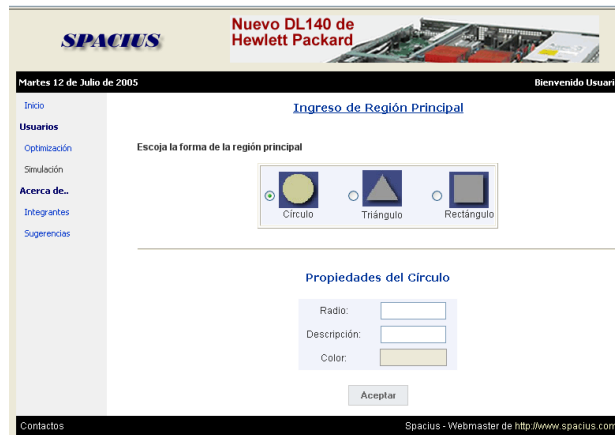 SPACIUS
Nuevo DL140 de
Hewlett Packard
Martes 12 de Julio de 2005
Bienvenido Usuari
Inicio
Usuarios
Optimización
Simulación
Acerca de..
Integrantes
Sugerencias
Ingreso de Región Principal
Escoja la forma de la región principal
Círculo
Triángulo
Rectángulo
Propiedades del Círculo
Radio:
Descripción:
Color:
Aceptar
Contactos
Spacius - Webmaster de http://www.spacius.com